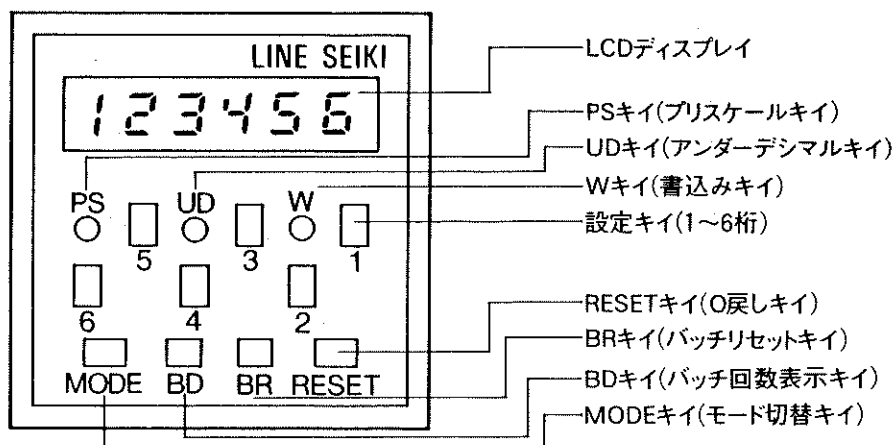 LINE SEIKI
123456
PS UD W
5 3 1
6 4 2
MODE BD BR RESET
LCDディスプレイ
PSキイ(プリスケールキイ)
UDキイ(アンダーデシマルキイ)
Wキイ(書込みキイ)
設定キイ(1～6桁)
RESETキイ(0戻しキイ)
BRキイ(バッチリセットキイ)
BDキイ(バッチ回数表示キイ)
MODEキイ(モード切替キイ)